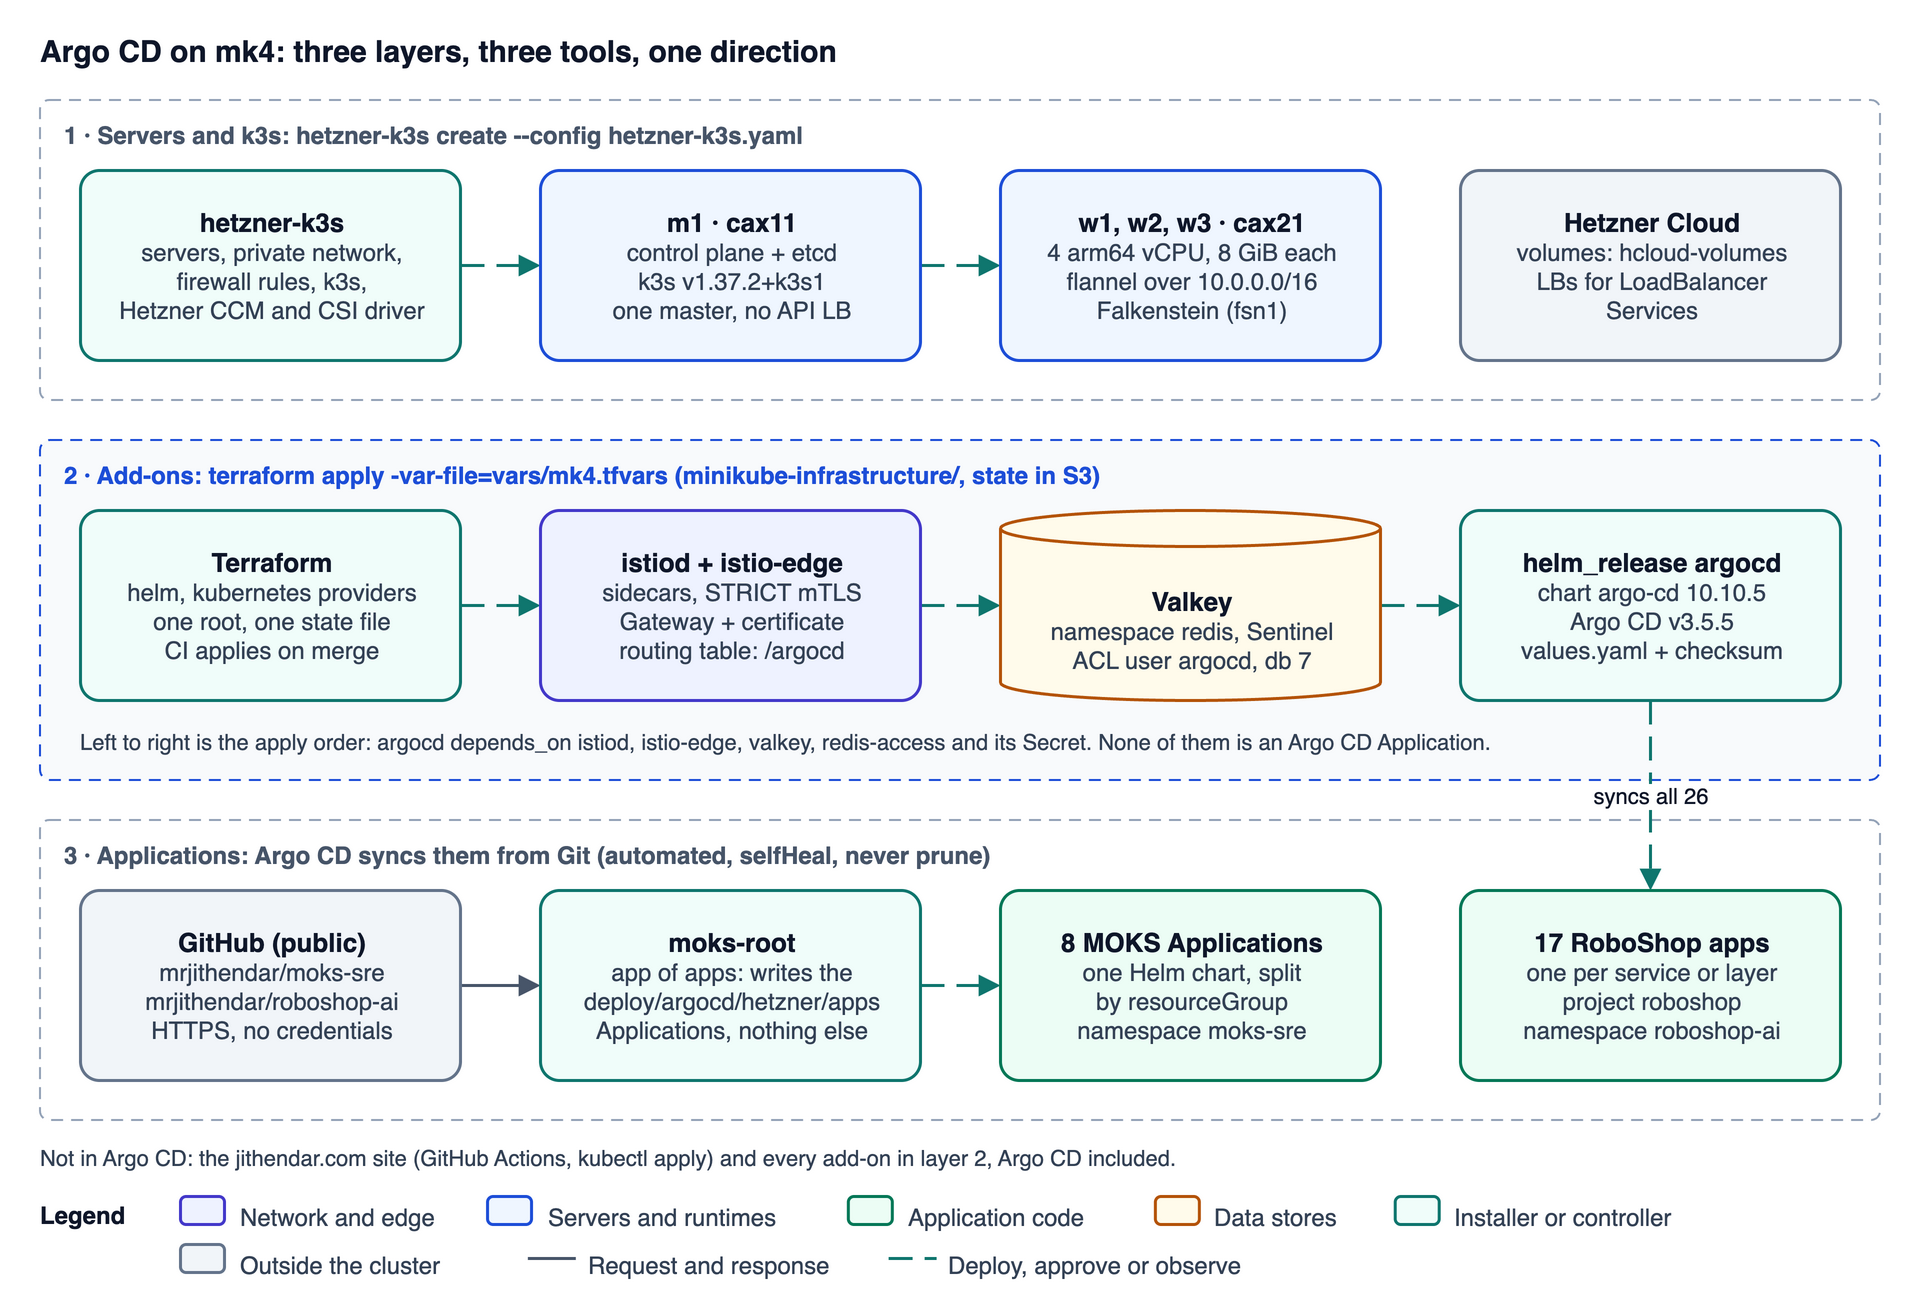 Argo CD on mk4: three layers, three tools, one direction
1 · Servers and k3s: hetzner-k3s create --config hetzner-k3s.yaml
hetzner-k3s
servers, private network,
firewall rules, k3s,
Hetzner CCM and CSI driver
m1 · cax11
control plane + etcd
k3s v1.37.2+k3s1
one master, no API LB
w1, w2, w3 · cax21
4 arm64 vCPU, 8 GiB each
flannel over 10.0.0.0/16
Falkenstein (fsn1)
Hetzner Cloud
volumes: hcloud-volumes
LBs for LoadBalancer
Services
2 · Add-ons: terraform apply -var-file=vars/mk4.tfvars (minikube-infrastructure/, state in S3)
Terraform
helm, kubernetes providers
one root, one state file
CI applies on merge
istiod + istio-edge
sidecars, STRICT mTLS
Gateway + certificate
routing table: /argocd
Valkey
namespace redis, Sentinel
ACL user argocd, db 7
helm_release argocd
chart argo-cd 10.10.5
Argo CD v3.5.5
values.yaml + checksum
Left to right is the apply order: argocd depends_on istiod, istio-edge, valkey, redis-access and its Secret. None of them is an Argo CD Application.
syncs all 26
3 · Applications: Argo CD syncs them from Git (automated, selfHeal, never prune)
GitHub (public)
mrjithendar/moks-sre
mrjithendar/roboshop-ai
HTTPS, no credentials
moks-root
app of apps: writes the
deploy/argocd/hetzner/apps
Applications, nothing else
8 MOKS Applications
one Helm chart, split
by resourceGroup
namespace moks-sre
17 RoboShop apps
one per service or layer
project roboshop
namespace roboshop-ai
Not in Argo CD: the jithendar.com site (GitHub Actions, kubectl apply) and every add-on in layer 2, Argo CD included.
Legend
Network and edge
Servers and runtimes
Application code
Data stores
Installer or controller
Outside the cluster
Request and response
Deploy, approve or observe